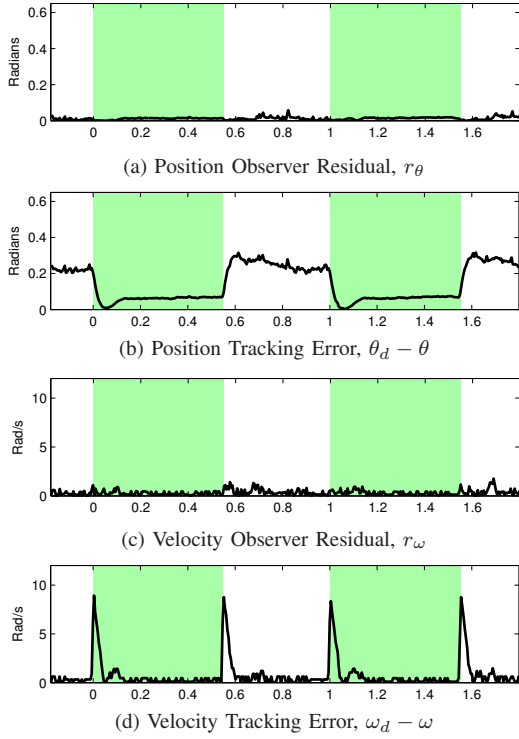 0.6
0.4
0.2
0
Radians
0 0.2 0.4 0.6 0.8 1 1.2 1.4 1.6
(a) Position Observer Residual, r_θ
0.6
0.4
0.2
0
Radians
0 0.2 0.4 0.6 0.8 1 1.2 1.4 1.6
(b) Position Tracking Error, θ_d − θ
10
5
0
Rad/s
0 0.2 0.4 0.6 0.8 1 1.2 1.4 1.6
(c) Velocity Observer Residual, r_ω
10
5
0
Rad/s
0 0.2 0.4 0.6 0.8 1 1.2 1.4 1.6
(d) Velocity Tracking Error, ω_d − ω